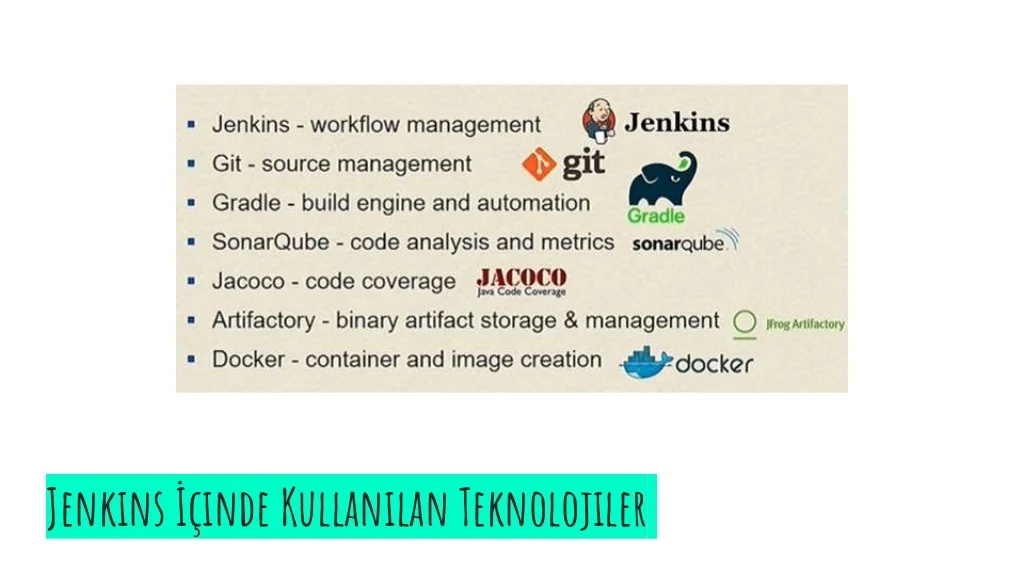 ▪ Jenkins - workflow management Jenkins
▪ Git - source management git
▪ Gradle - build engine and automation Gradle
▪ SonarQube - code analysis and metrics sonarqube
▪ Jacoco - code coverage JACOCO
Java Code Coverage
▪ Artifactory - binary artifact storage & management JFrog Artifactory
▪ Docker - container and image creation docker
Jenkins İçinde Kullanılan Teknolojiler